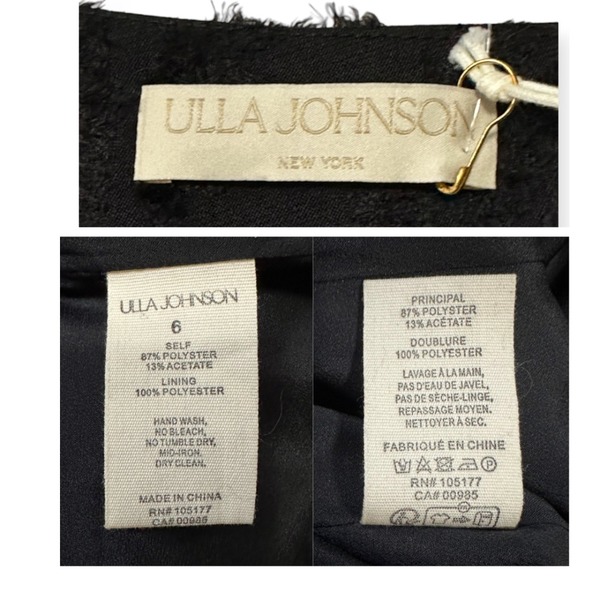 ULLA JOHNSON
NEW YORK
ULLA JOHNSON
6
SELF
87% POLYSTER
13% ACETATE
LINING
100% POLYESTER
HAND WASH,
NO BLEACH,
NO TUMBLE DRY,
MID-IRON.
DRY CLEAN.
MADE IN CHINA
RN# 105177
CA# 00985
PRINCIPAL
87% POLYSTER
13% ACÉTATE
DOUBLURE
100% POLYESTER
LAVAGE À LA MAIN,
PAS D'EAU DE JAVEL,
PAS DE SÈCHE-LINGE,
REPASSAGE MOYEN.
NETTOYER À SEC.
FABRIQUÉ EN CHINE
RN# 105177
CA# 00985